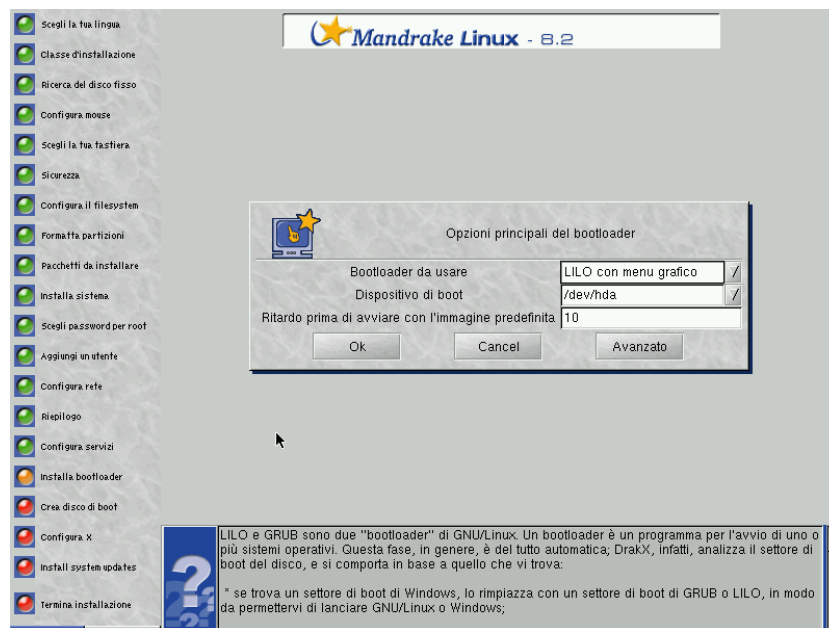 Mandrake Linux - 8.2
Scegli la tua lingua
Classe d'installazione
Ricerca del disco fisso
Configura mouse
Scegli la tua tastiera
Sicurezza
Configura il filesystem
Formatta partizioni
Pacchetti da installare
Installa sistema
Scegli password per root
Aggiungi un utente
Configura rete
Riepilogo
Configura servizi
Installa bootloader
Crea disco di boot
Configura X
Install system updates
Termina installazione
Opzioni principali del bootloader
Bootloader da usare
LILO con menu grafico
Dispositivo di boot
/dev/hda
Ritardo prima di avviare con l'immagine predefinita
10
Ok
Cancel
Avanzato
LILO e GRUB sono due "bootloader" di GNU/Linux. Un bootloader è un programma per l'avvio di uno o
più sistemi operativi. Questa fase, in genere, è del tutto automatica; DrakX, infatti, analizza il settore di
boot del disco, e si comporta in base a quello che vi trova:
* se trova un settore di boot di Windows, lo rimpiazza con un settore di boot di GRUB o LILO, in modo
da permettervi di lanciare GNU/Linux o Windows;